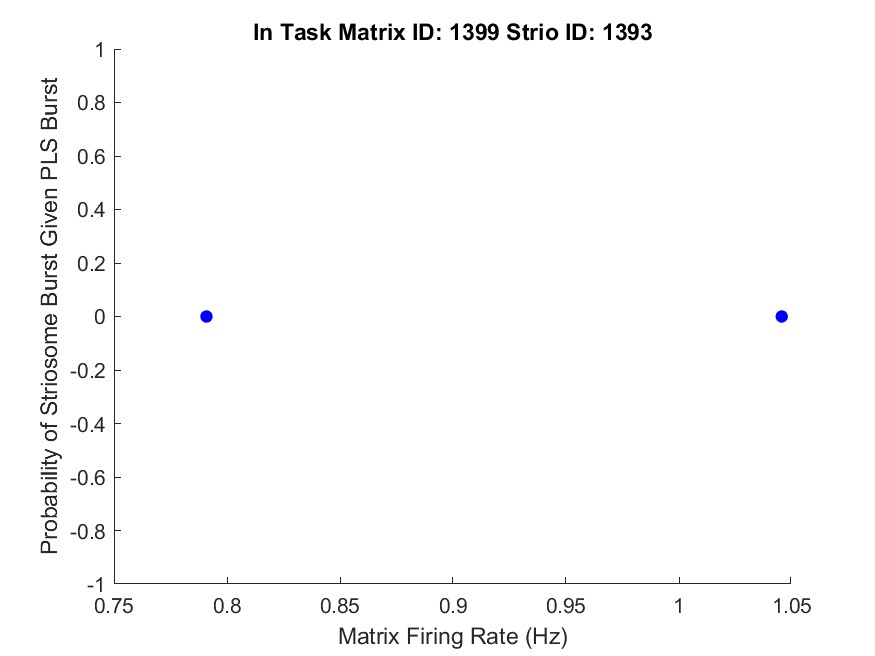 In Task Matrix ID: 1399 Strio ID: 1393
Probability of Striosome Burst Given PLS Burst
1
0.8
0.6
0.4
0.2
0
-0.2
-0.4
-0.6
-0.8
-1
0.75 0.8 0.85 0.9 0.95 1 1.05
Matrix Firing Rate (Hz)